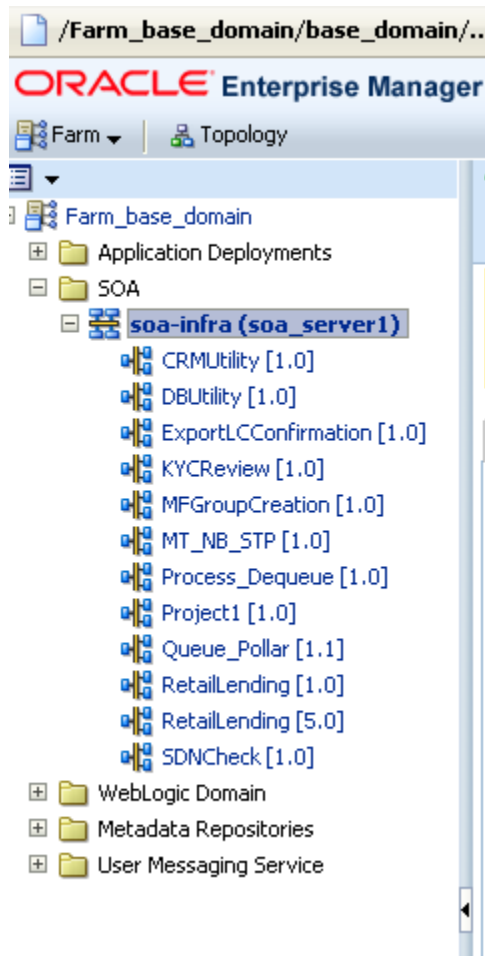 /Farm_base_domain/base_domain/..
ORACLE Enterprise Manager
Farm Topology
Farm_base_domain
Application Deployments
SOA
soa-infra (soa_server1)
CRMUtility [1.0]
DBUtility [1.0]
ExportLCConfirmation [1.0]
KYCReview [1.0]
MFGroupCreation [1.0]
MT_NB_STP [1.0]
Process_Dequeue [1.0]
Project1 [1.0]
Queue_Pollar [1.1]
RetailLending [1.0]
RetailLending [5.0]
SDNCheck [1.0]
WebLogic Domain
Metadata Repositories
User Messaging Service